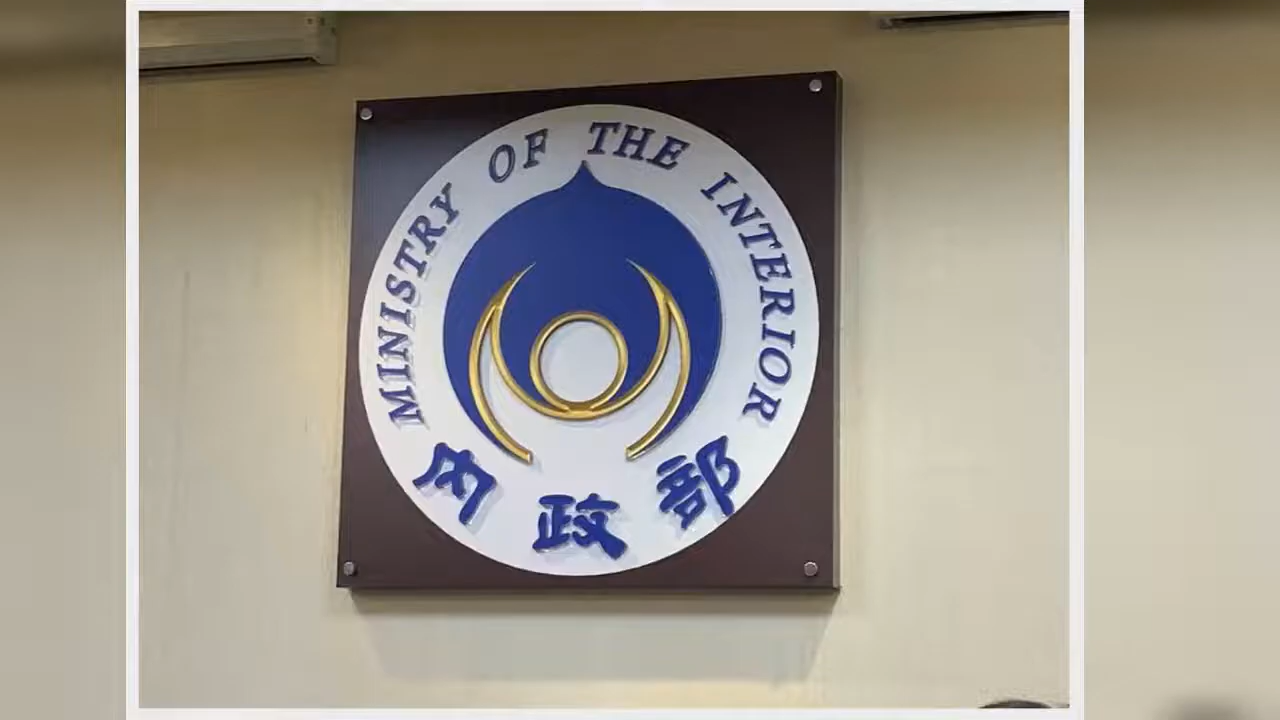 MINISTRY OF THE INTERIOR
內政部